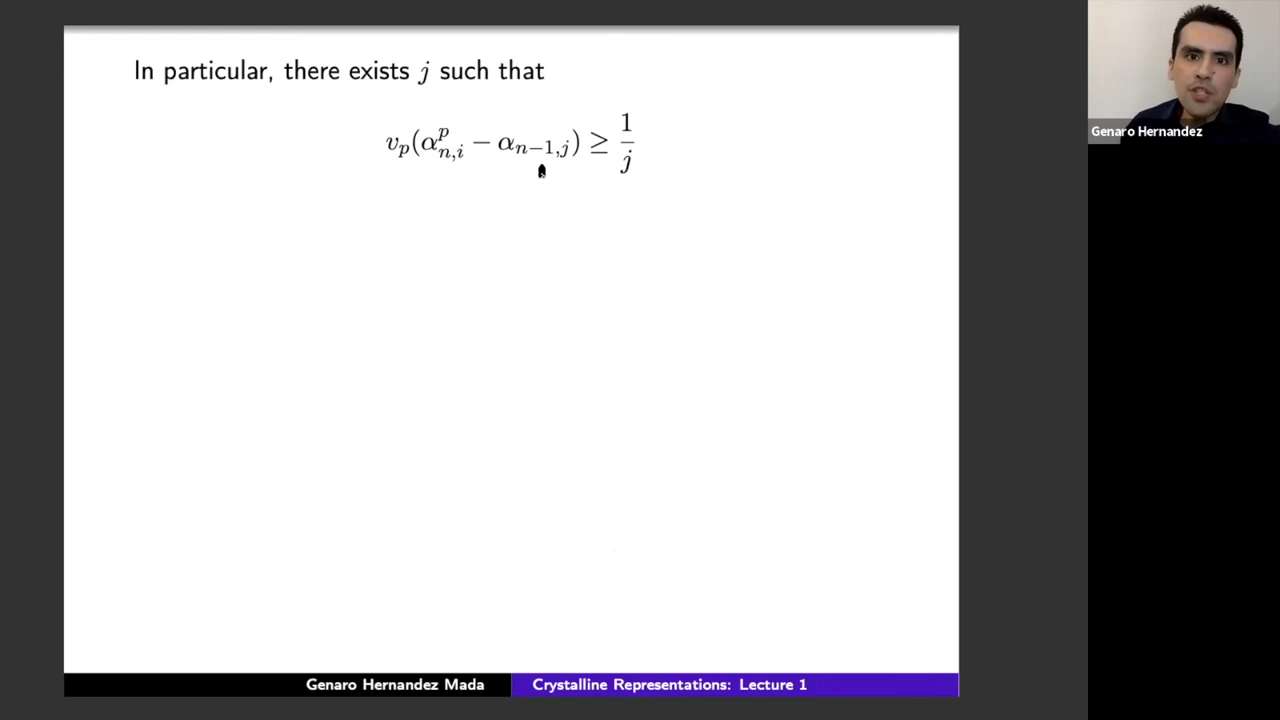 In particular, there exists j such that
v_p(α_{n,i}^p − α_{n−1,j}) ≥ 1/j
Genaro Hernandez
Genaro Hernandez Mada
Crystalline Representations: Lecture 1